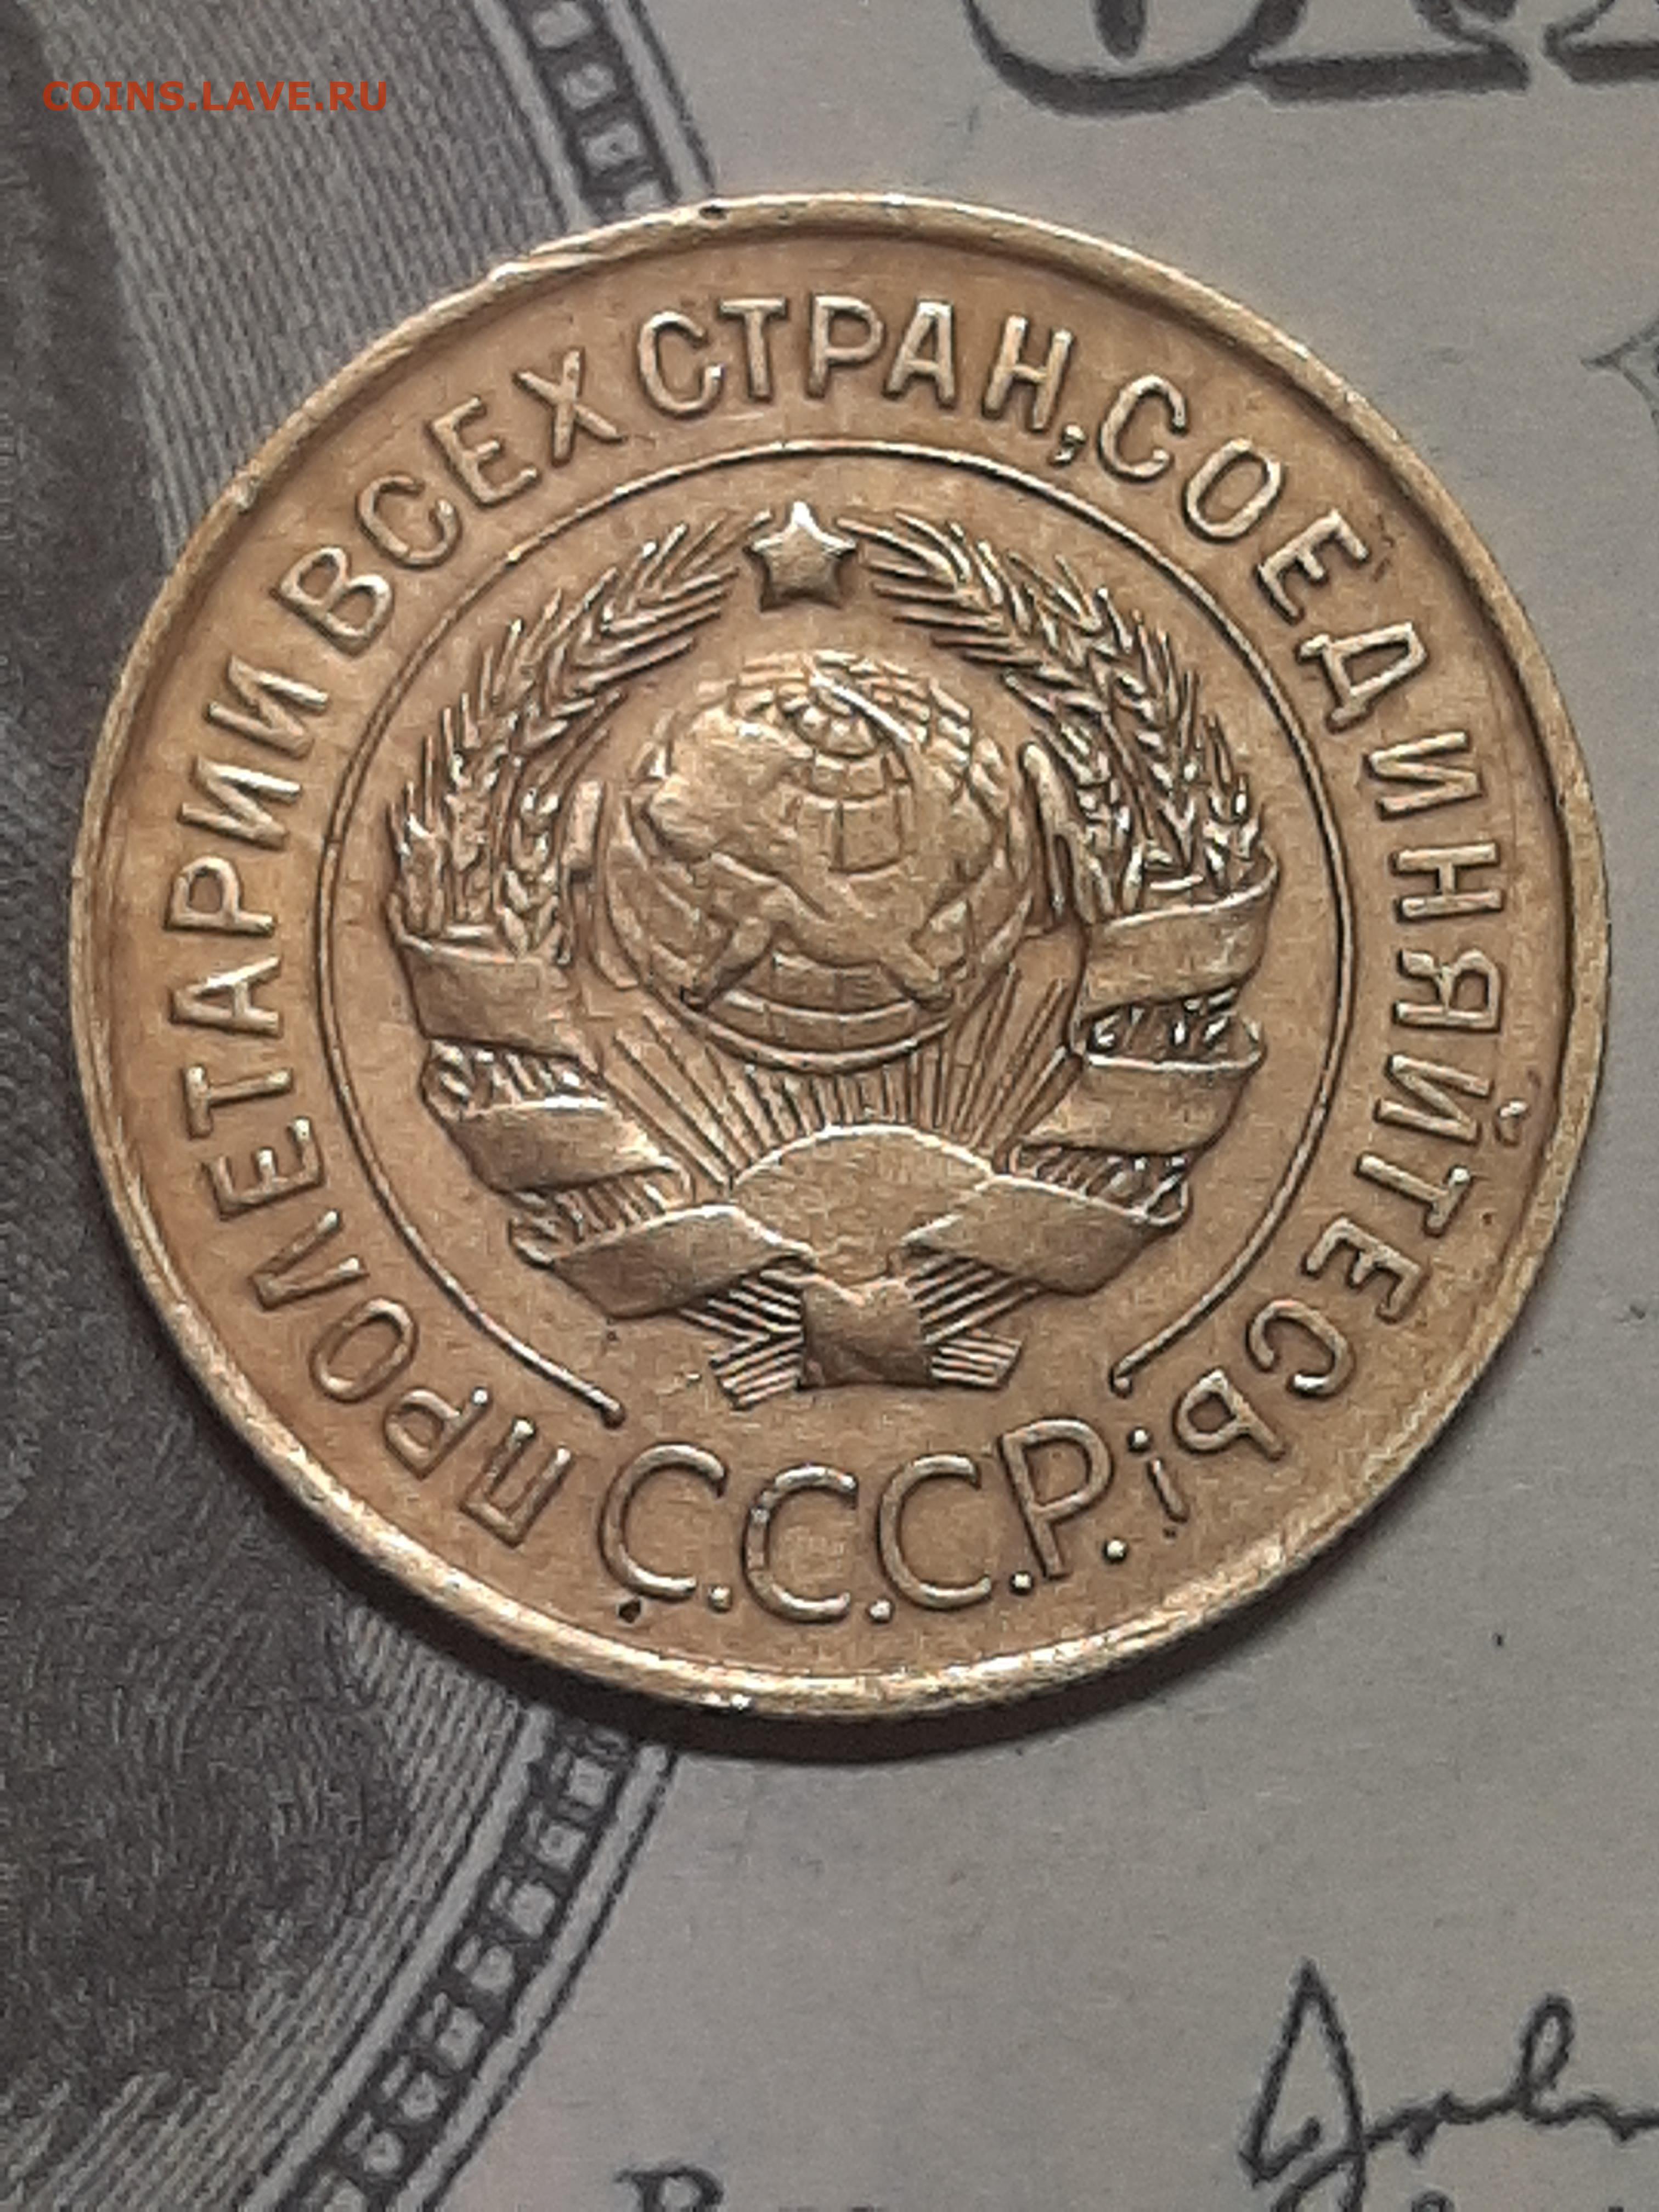 COINS.LAVE.RU
ПРОЛЕТАРИИ ВСЕХ СТРАН, СОЕДИНЯЙТЕСЬ!
С.С.С.Р.